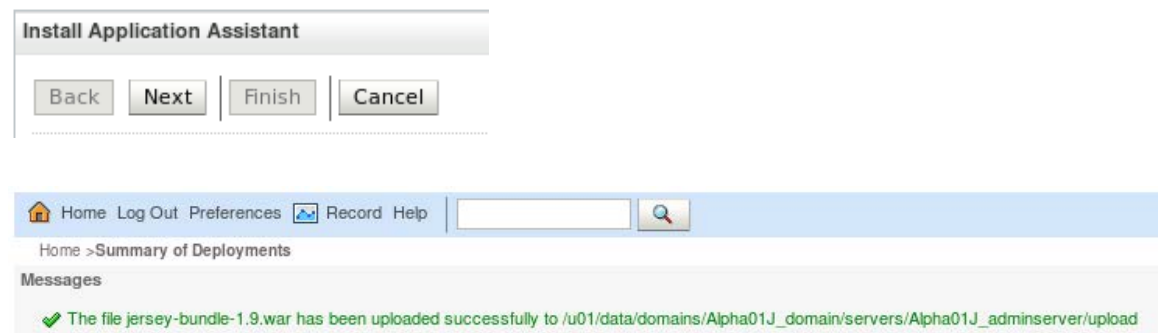 Install Application Assistant
Back Next Finish Cancel
Home Log Out Preferences Record Help
Home >Summary of Deployments
Messages
The file jersey-bundle-1.9.war has been uploaded successfully to /u01/data/domains/Alpha01J_domain/servers/Alpha01J_adminserver/upload